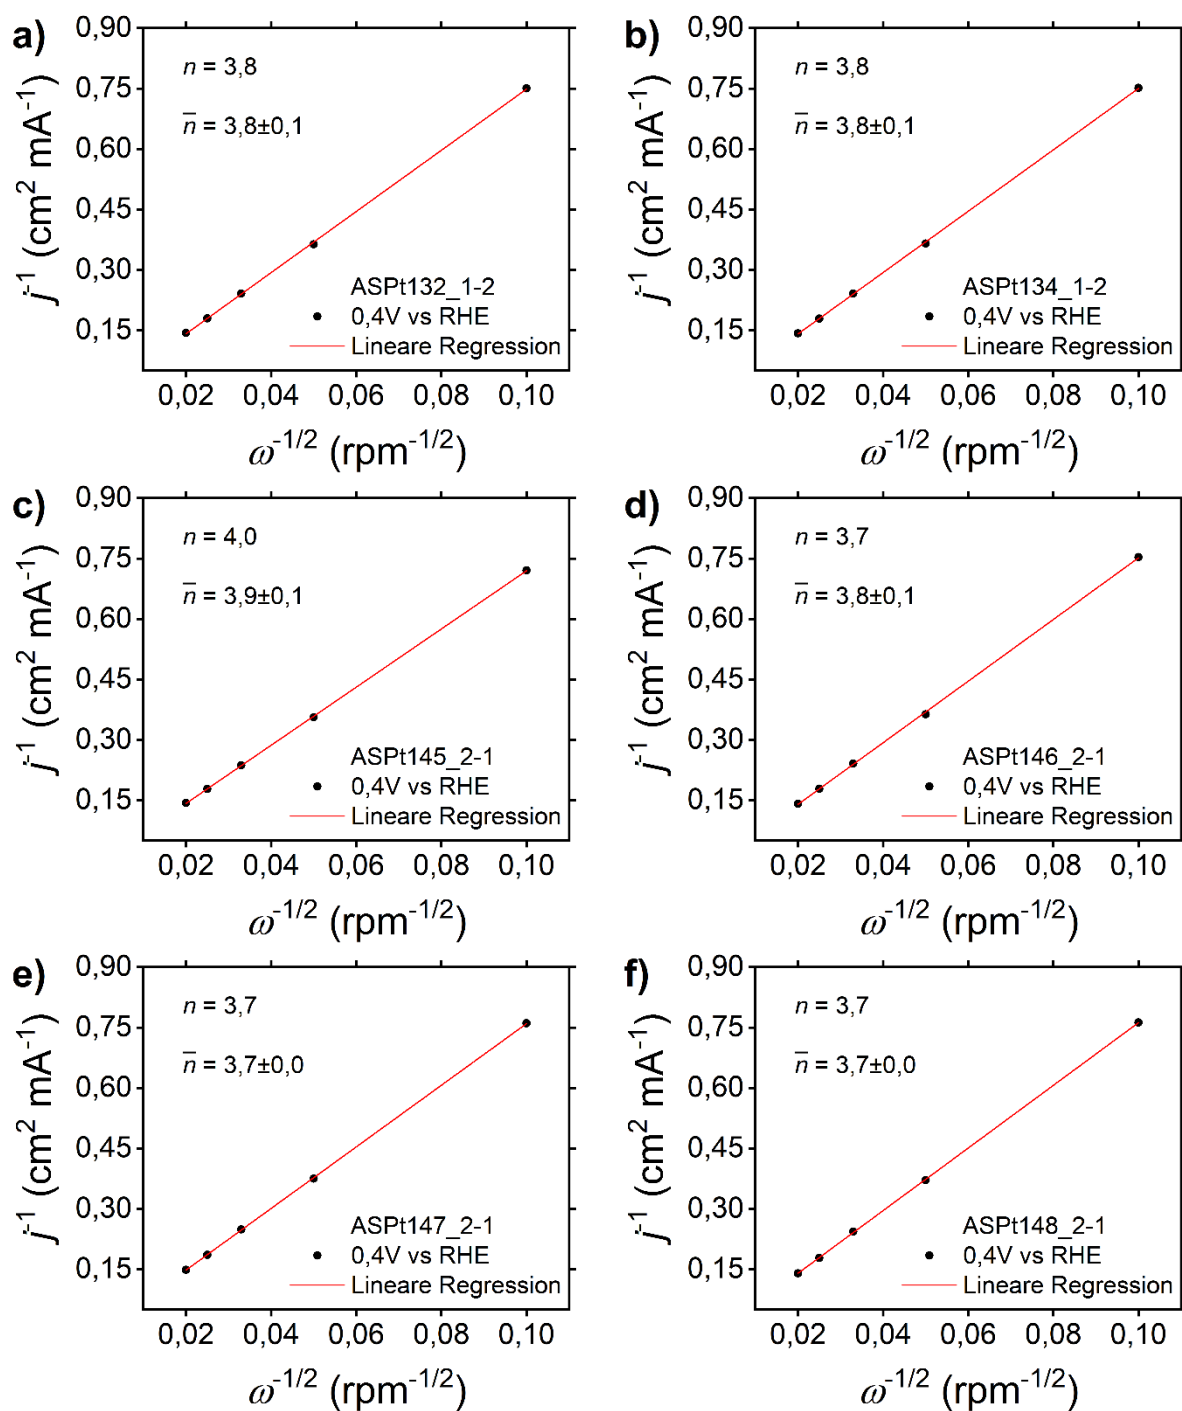 a)
n = 3,8
n̅ = 3,8±0,1
0,90
0,75
0,60
0,45
0,30
0,15
j⁻¹ (cm² mA⁻¹)
ASPt132_1-2
0,4V vs RHE
Lineare Regression
0,02 0,04 0,06 0,08 0,10
ω⁻¹/² (rpm⁻¹/²)
b)
n = 3,8
n̅ = 3,8±0,1
0,90
0,75
0,60
0,45
0,30
0,15
j⁻¹ (cm² mA⁻¹)
ASPt134_1-2
0,4V vs RHE
Lineare Regression
0,02 0,04 0,06 0,08 0,10
ω⁻¹/² (rpm⁻¹/²)
c)
n = 4,0
n̅ = 3,9±0,1
0,90
0,75
0,60
0,45
0,30
0,15
j⁻¹ (cm² mA⁻¹)
ASPt145_2-1
0,4V vs RHE
Lineare Regression
0,02 0,04 0,06 0,08 0,10
ω⁻¹/² (rpm⁻¹/²)
d)
n = 3,7
n̅ = 3,8±0,1
0,90
0,75
0,60
0,45
0,30
0,15
j⁻¹ (cm² mA⁻¹)
ASPt146_2-1
0,4V vs RHE
Lineare Regression
0,02 0,04 0,06 0,08 0,10
ω⁻¹/² (rpm⁻¹/²)
e)
n = 3,7
n̅ = 3,7±0,0
0,90
0,75
0,60
0,45
0,30
0,15
j⁻¹ (cm² mA⁻¹)
ASPt147_2-1
0,4V vs RHE
Lineare Regression
0,02 0,04 0,06 0,08 0,10
ω⁻¹/² (rpm⁻¹/²)
f)
n = 3,7
n̅ = 3,7±0,0
0,90
0,75
0,60
0,45
0,30
0,15
j⁻¹ (cm² mA⁻¹)
ASPt148_2-1
0,4V vs RHE
Lineare Regression
0,02 0,04 0,06 0,08 0,10
ω⁻¹/² (rpm⁻¹/²)